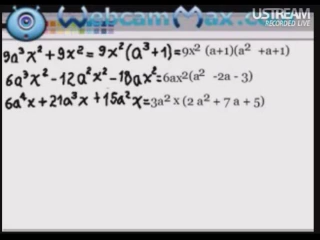 WebcamMax.com
USTREAM
RECORDED LIVE
9a³x² + 9x² = 9x²(a³+1) = 9x² (a+1)(a² +a+1)
6a³x² - 12a²x² - 18ax² = 6ax²(a² -2a - 3)
6a⁴x + 21a³x + 15a²x = 3a² x (2 a² + 7 a + 5)